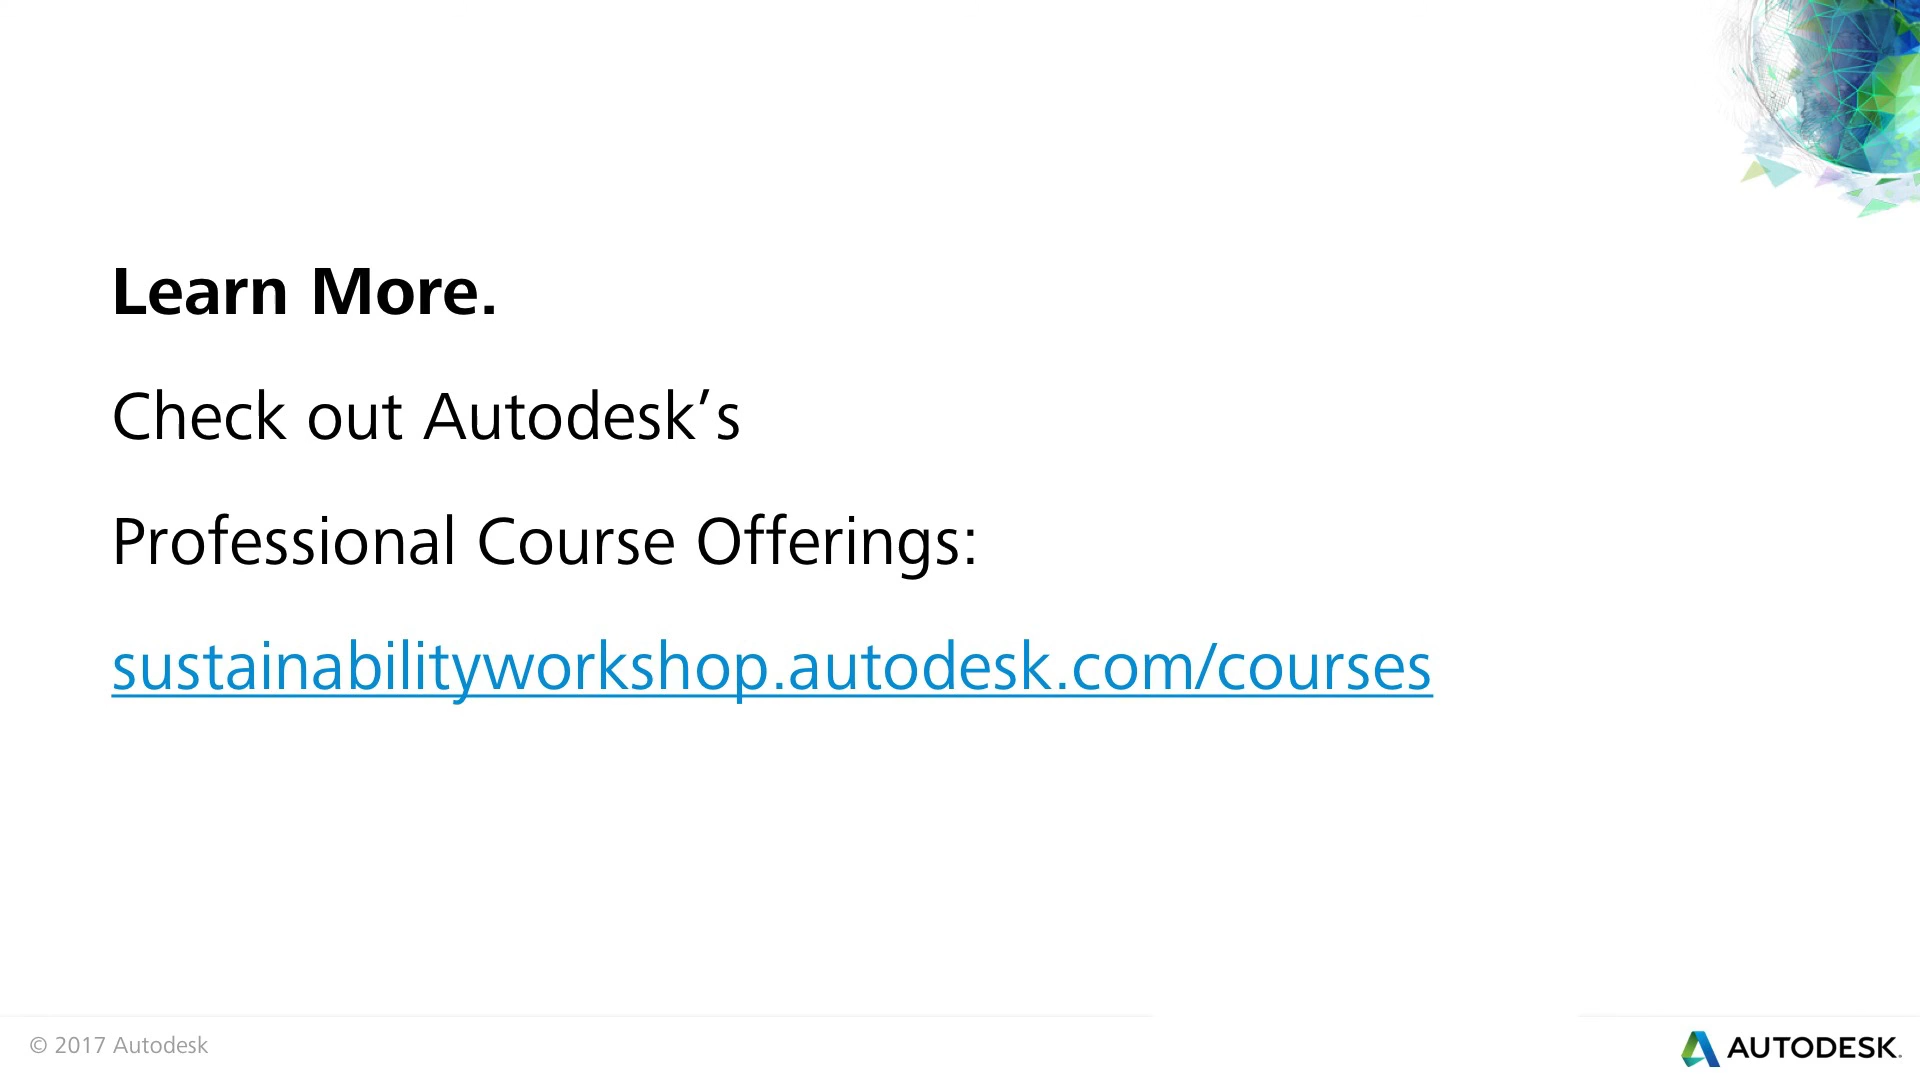 Learn More.
Check out Autodesk’s
Professional Course Offerings:
sustainabilityworkshop.autodesk.com/courses
© 2017 Autodesk
AUTODESK.